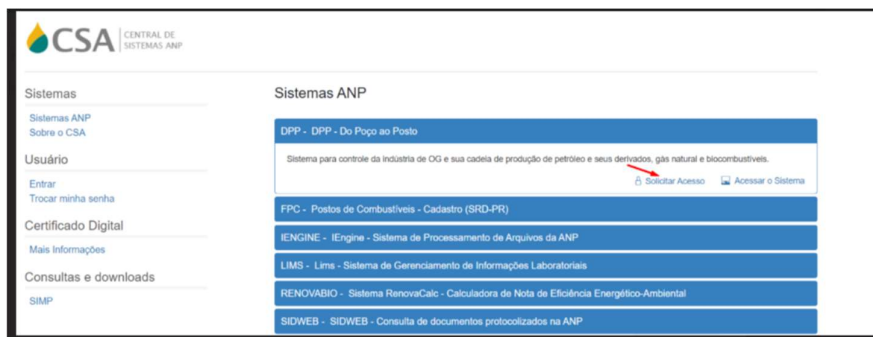 CSA CENTRAL DE
SISTEMAS ANP
Sistemas
Sistemas ANP
Sobre o CSA
Usuário
Entrar
Trocar minha senha
Certificado Digital
Mais Informações
Consultas e downloads
SIMP
Sistemas ANP
DPP - DPP - Do Poço ao Posto
Sistema para controle da indústria de OG e sua cadeia de produção de petróleo e seus derivados, gás natural e biocombustíveis.
Solicitar Acesso Acessar o Sistema
FPC - Postos de Combustíveis - Cadastro (SRD-PR)
IENGINE - IEngine - Sistema de Processamento de Arquivos da ANP
LIMS - Lims - Sistema de Gerenciamento de Informações Laboratoriais
RENOVABIO - Sistema RenovaCalc - Calculadora de Nota de Eficiência Energético-Ambiental
SIDWEB - SIDWEB - Consulta de documentos protocolizados na ANP